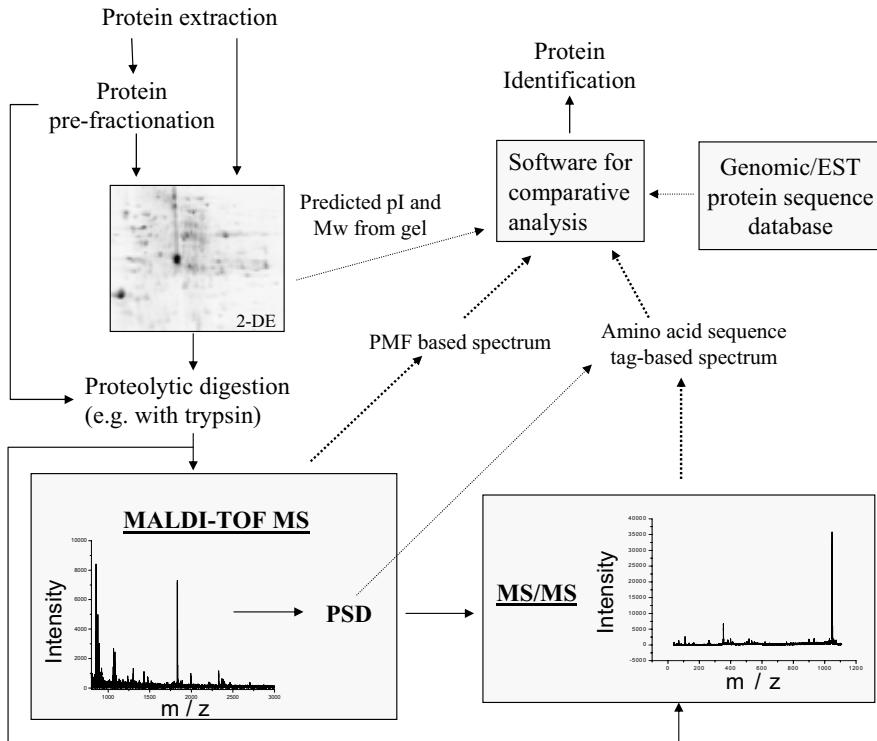 Protein extraction
Protein
pre-fractionation
2-DE
Predicted pI and
Mw from gel
Protein
Identification
Software for
comparative
analysis
Genomic/EST
protein sequence
database
PMF based spectrum
Amino acid sequence
tag-based spectrum
Proteolytic digestion
(e.g. with trypsin)
MALDI-TOF MS
Intensity
10000
8000
6000
4000
2000
0
1000
1500
2000
2500
3000
m / z
PSD
MS/MS
Intensity
40000
35000
30000
25000
20000
15000
10000
5000
0
-5000
0
200
400
600
800
1000
1200
m / z